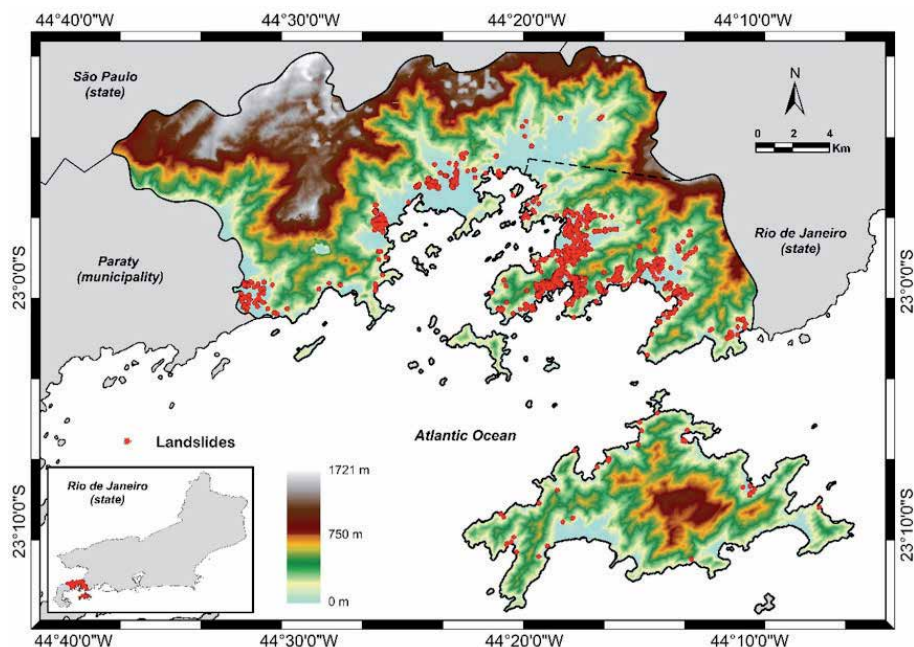 44°40'0"W 44°30'0"W 44°20'0"W 44°10'0"W
São Paulo
(state)
N
0 2 4
Km
Paraty
(municipality)
Rio de Janeiro
(state)
23°0'0"S
23°0'0"S
Landslides
Atlantic Ocean
Rio de Janeiro
(state)
1721 m
750 m
0 m
23°10'0"S
23°10'0"S
44°40'0"W 44°30'0"W 44°20'0"W 44°10'0"W